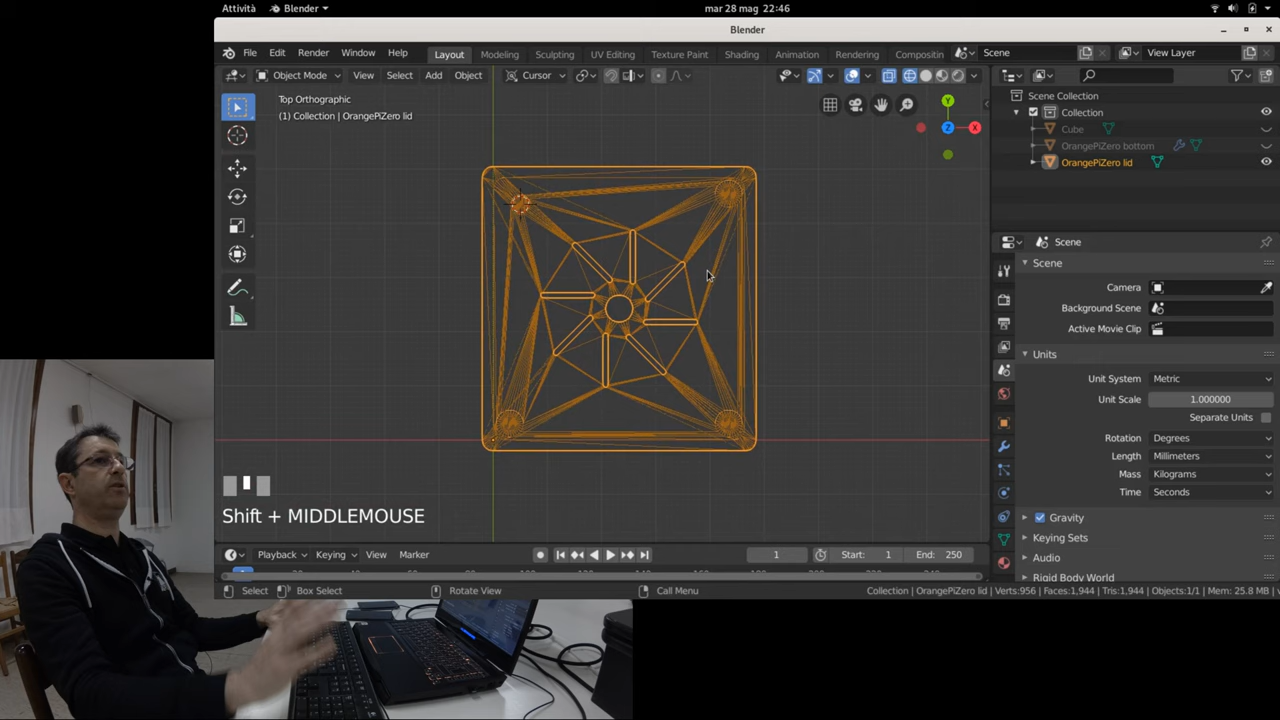 Attività
Blender
mar 28 mag 22:46
Blender
File Edit Render Window Help
Layout Modeling Sculpting UV Editing Texture Paint Shading Animation Rendering Compositin
Scene
View Layer
Object Mode
View Select Add Object
Cursor
Top Orthographic
(1) Collection | OrangePiZero lid
Y
Z
X
Scene Collection
Collection
Cube
OrangePiZero bottom
OrangePiZero lid
Scene
Scene
Camera
Background Scene
Active Movie Clip
Units
Unit System Metric
Unit Scale 1.000000
Separate Units
Rotation Degrees
Length Millimeters
Mass Kilograms
Time Seconds
Gravity
Keying Sets
Audio
Rigid Body World
Shift + MIDDLEMOUSE
Playback Keying View Marker
1
Start: 1
End: 250
Select Box Select Rotate View Call Menu
Collection | OrangePiZero lid | Verts:956 | Faces:1,944 | Tris:1,944 | Objects:1/1 | Mem: 25.8 MB